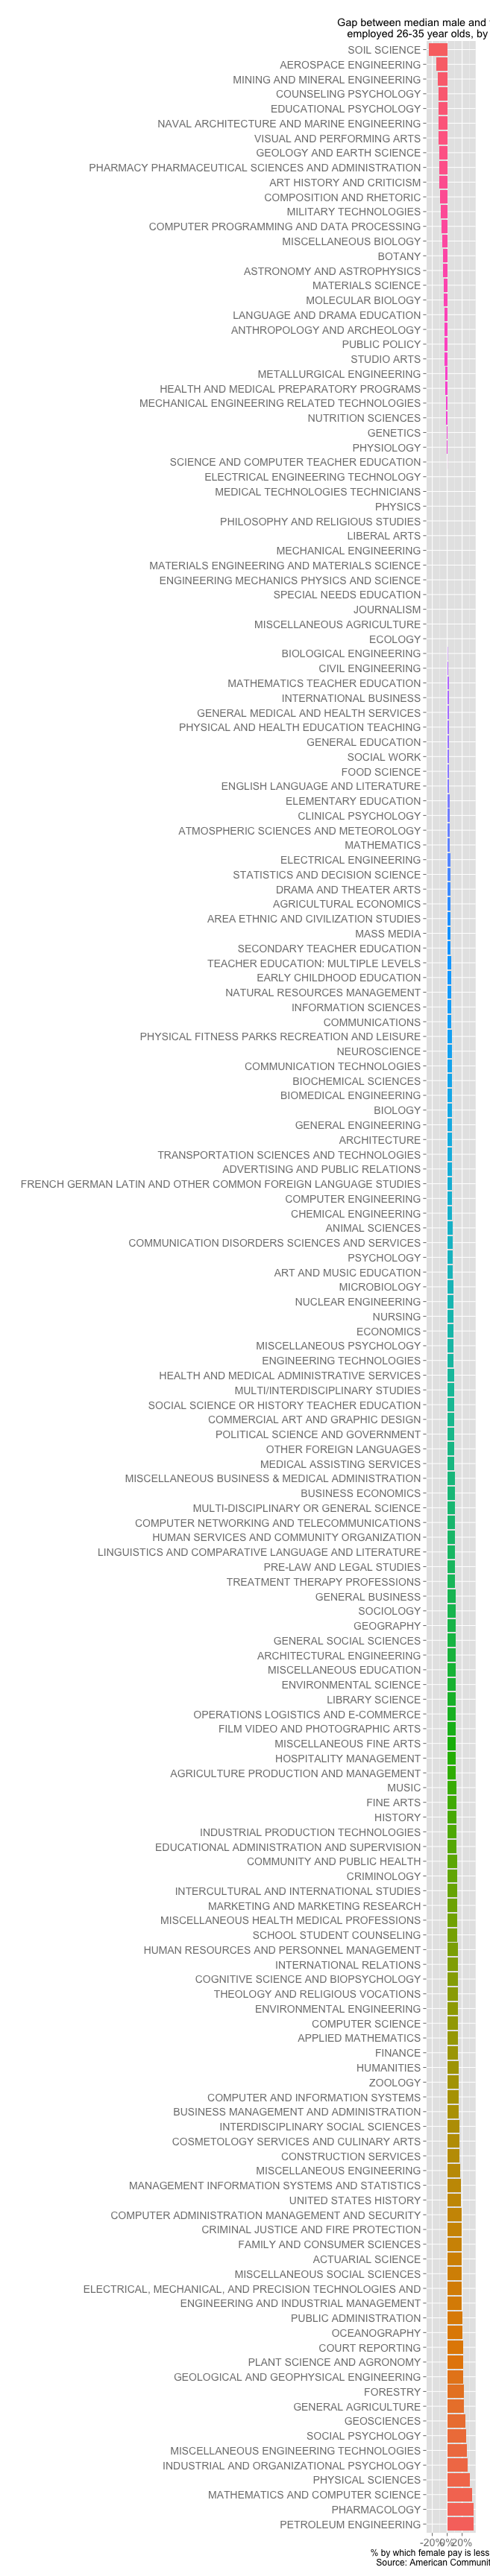 Gap between median male and
employed 26-35 year olds, by
SOIL SCIENCE
AEROSPACE ENGINEERING
MINING AND MINERAL ENGINEERING
COUNSELING PSYCHOLOGY
EDUCATIONAL PSYCHOLOGY
NAVAL ARCHITECTURE AND MARINE ENGINEERING
VISUAL AND PERFORMING ARTS
GEOLOGY AND EARTH SCIENCE
PHARMACY PHARMACEUTICAL SCIENCES AND ADMINISTRATION
ART HISTORY AND CRITICISM
COMPOSITION AND RHETORIC
MILITARY TECHNOLOGIES
COMPUTER PROGRAMMING AND DATA PROCESSING
MISCELLANEOUS BIOLOGY
BOTANY
ASTRONOMY AND ASTROPHYSICS
MATERIALS SCIENCE
MOLECULAR BIOLOGY
LANGUAGE AND DRAMA EDUCATION
ANTHROPOLOGY AND ARCHEOLOGY
PUBLIC POLICY
STUDIO ARTS
METALLURGICAL ENGINEERING
HEALTH AND MEDICAL PREPARATORY PROGRAMS
MECHANICAL ENGINEERING RELATED TECHNOLOGIES
NUTRITION SCIENCES
GENETICS
PHYSIOLOGY
SCIENCE AND COMPUTER TEACHER EDUCATION
ELECTRICAL ENGINEERING TECHNOLOGY
MEDICAL TECHNOLOGIES TECHNICIANS
PHYSICS
PHILOSOPHY AND RELIGIOUS STUDIES
LIBERAL ARTS
MECHANICAL ENGINEERING
MATERIALS ENGINEERING AND MATERIALS SCIENCE
ENGINEERING MECHANICS PHYSICS AND SCIENCE
SPECIAL NEEDS EDUCATION
JOURNALISM
MISCELLANEOUS AGRICULTURE
ECOLOGY
BIOLOGICAL ENGINEERING
CIVIL ENGINEERING
MATHEMATICS TEACHER EDUCATION
INTERNATIONAL BUSINESS
GENERAL MEDICAL AND HEALTH SERVICES
PHYSICAL AND HEALTH EDUCATION TEACHING
GENERAL EDUCATION
SOCIAL WORK
FOOD SCIENCE
ENGLISH LANGUAGE AND LITERATURE
ELEMENTARY EDUCATION
CLINICAL PSYCHOLOGY
ATMOSPHERIC SCIENCES AND METEOROLOGY
MATHEMATICS
ELECTRICAL ENGINEERING
STATISTICS AND DECISION SCIENCE
DRAMA AND THEATER ARTS
AGRICULTURAL ECONOMICS
AREA ETHNIC AND CIVILIZATION STUDIES
MASS MEDIA
SECONDARY TEACHER EDUCATION
TEACHER EDUCATION: MULTIPLE LEVELS
EARLY CHILDHOOD EDUCATION
NATURAL RESOURCES MANAGEMENT
INFORMATION SCIENCES
COMMUNICATIONS
PHYSICAL FITNESS PARKS RECREATION AND LEISURE
NEUROSCIENCE
COMMUNICATION TECHNOLOGIES
BIOCHEMICAL SCIENCES
BIOMEDICAL ENGINEERING
BIOLOGY
GENERAL ENGINEERING
ARCHITECTURE
TRANSPORTATION SCIENCES AND TECHNOLOGIES
ADVERTISING AND PUBLIC RELATIONS
FRENCH GERMAN LATIN AND OTHER COMMON FOREIGN LANGUAGE STUDIES
COMPUTER ENGINEERING
CHEMICAL ENGINEERING
ANIMAL SCIENCES
COMMUNICATION DISORDERS SCIENCES AND SERVICES
PSYCHOLOGY
ART AND MUSIC EDUCATION
MICROBIOLOGY
NUCLEAR ENGINEERING
NURSING
ECONOMICS
MISCELLANEOUS PSYCHOLOGY
ENGINEERING TECHNOLOGIES
HEALTH AND MEDICAL ADMINISTRATIVE SERVICES
MULTI/INTERDISCIPLINARY STUDIES
SOCIAL SCIENCE OR HISTORY TEACHER EDUCATION
COMMERCIAL ART AND GRAPHIC DESIGN
POLITICAL SCIENCE AND GOVERNMENT
OTHER FOREIGN LANGUAGES
MEDICAL ASSISTING SERVICES
MISCELLANEOUS BUSINESS & MEDICAL ADMINISTRATION
BUSINESS ECONOMICS
MULTI-DISCIPLINARY OR GENERAL SCIENCE
COMPUTER NETWORKING AND TELECOMMUNICATIONS
HUMAN SERVICES AND COMMUNITY ORGANIZATION
LINGUISTICS AND COMPARATIVE LANGUAGE AND LITERATURE
PRE-LAW AND LEGAL STUDIES
TREATMENT THERAPY PROFESSIONS
GENERAL BUSINESS
SOCIOLOGY
GEOGRAPHY
GENERAL SOCIAL SCIENCES
ARCHITECTURAL ENGINEERING
MISCELLANEOUS EDUCATION
ENVIRONMENTAL SCIENCE
LIBRARY SCIENCE
OPERATIONS LOGISTICS AND E-COMMERCE
FILM VIDEO AND PHOTOGRAPHIC ARTS
MISCELLANEOUS FINE ARTS
HOSPITALITY MANAGEMENT
AGRICULTURE PRODUCTION AND MANAGEMENT
MUSIC
FINE ARTS
HISTORY
INDUSTRIAL PRODUCTION TECHNOLOGIES
EDUCATIONAL ADMINISTRATION AND SUPERVISION
COMMUNITY AND PUBLIC HEALTH
CRIMINOLOGY
INTERCULTURAL AND INTERNATIONAL STUDIES
MARKETING AND MARKETING RESEARCH
MISCELLANEOUS HEALTH MEDICAL PROFESSIONS
SCHOOL STUDENT COUNSELING
HUMAN RESOURCES AND PERSONNEL MANAGEMENT
INTERNATIONAL RELATIONS
COGNITIVE SCIENCE AND BIOPSYCHOLOGY
THEOLOGY AND RELIGIOUS VOCATIONS
ENVIRONMENTAL ENGINEERING
COMPUTER SCIENCE
APPLIED MATHEMATICS
FINANCE
HUMANITIES
ZOOLOGY
COMPUTER AND INFORMATION SYSTEMS
BUSINESS MANAGEMENT AND ADMINISTRATION
INTERDISCIPLINARY SOCIAL SCIENCES
COSMETOLOGY SERVICES AND CULINARY ARTS
CONSTRUCTION SERVICES
MISCELLANEOUS ENGINEERING
MANAGEMENT INFORMATION SYSTEMS AND STATISTICS
UNITED STATES HISTORY
COMPUTER ADMINISTRATION MANAGEMENT AND SECURITY
CRIMINAL JUSTICE AND FIRE PROTECTION
FAMILY AND CONSUMER SCIENCES
ACTUARIAL SCIENCE
MISCELLANEOUS SOCIAL SCIENCES
ELECTRICAL, MECHANICAL, AND PRECISION TECHNOLOGIES AND
ENGINEERING AND INDUSTRIAL MANAGEMENT
PUBLIC ADMINISTRATION
OCEANOGRAPHY
COURT REPORTING
PLANT SCIENCE AND AGRONOMY
GEOLOGICAL AND GEOPHYSICAL ENGINEERING
FORESTRY
GENERAL AGRICULTURE
GEOSCIENCES
SOCIAL PSYCHOLOGY
MISCELLANEOUS ENGINEERING TECHNOLOGIES
INDUSTRIAL AND ORGANIZATIONAL PSYCHOLOGY
PHYSICAL SCIENCES
MATHEMATICS AND COMPUTER SCIENCE
PHARMACOLOGY
PETROLEUM ENGINEERING
-20% 0% 20%
% by which female pay is less
Source: American Communit